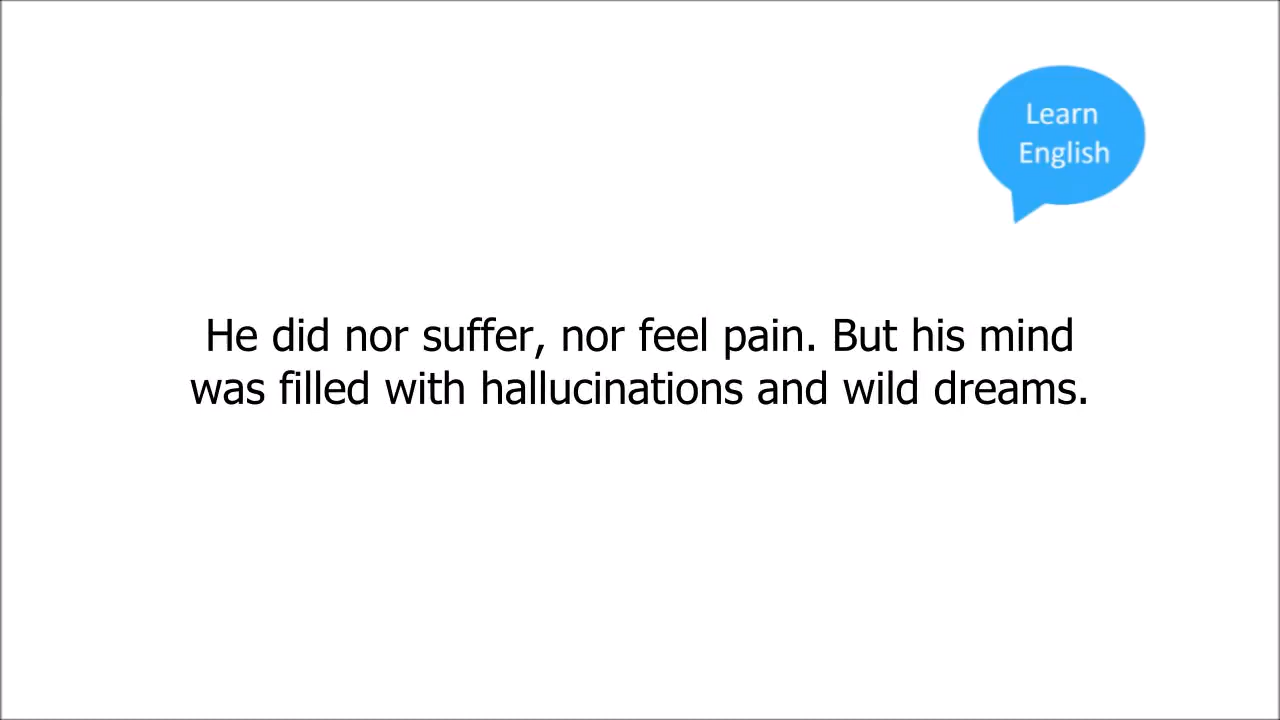 Learn
English
He did nor suffer, nor feel pain. But his mind
was filled with hallucinations and wild dreams.